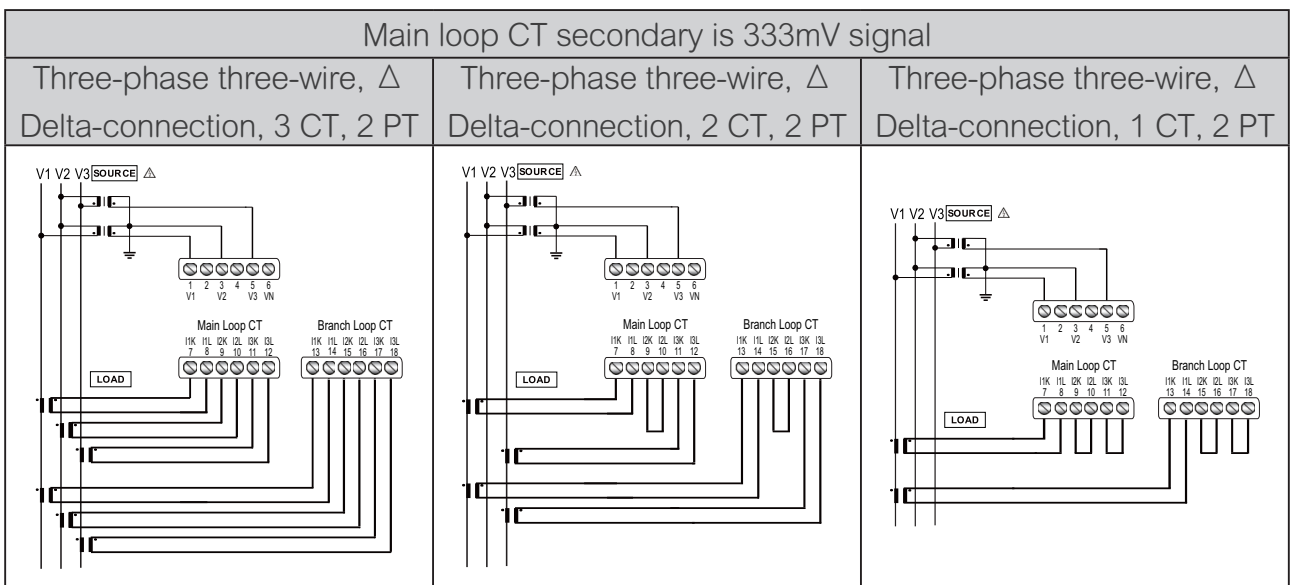 Main loop CT secondary is 333mV signal
Three-phase three-wire, Δ
Delta-connection, 3 CT, 2 PT
Three-phase three-wire, Δ
Delta-connection, 2 CT, 2 PT
Three-phase three-wire, Δ
Delta-connection, 1 CT, 2 PT
V1 V2 V3 SOURCE ⚠
1 2 3 4 5 6
V1 V2 V3 VN
Main Loop CT Branch Loop CT
I1K I1L I2K I2L I3K I3L I1K I1L I2K I2L I3K I3L
7 8 9 10 11 12 13 14 15 16 17 18
LOAD
V1 V2 V3 SOURCE ⚠
1 2 3 4 5 6
V1 V2 V3 VN
Main Loop CT Branch Loop CT
I1K I1L I2K I2L I3K I3L I1K I1L I2K I2L I3K I3L
7 8 9 10 11 12 13 14 15 16 17 18
LOAD
V1 V2 V3 SOURCE ⚠
1 2 3 4 5 6
V1 V2 V3 VN
Main Loop CT Branch Loop CT
I1K I1L I2K I2L I3K I3L I1K I1L I2K I2L I3K I3L
7 8 9 10 11 12 13 14 15 16 17 18
LOAD